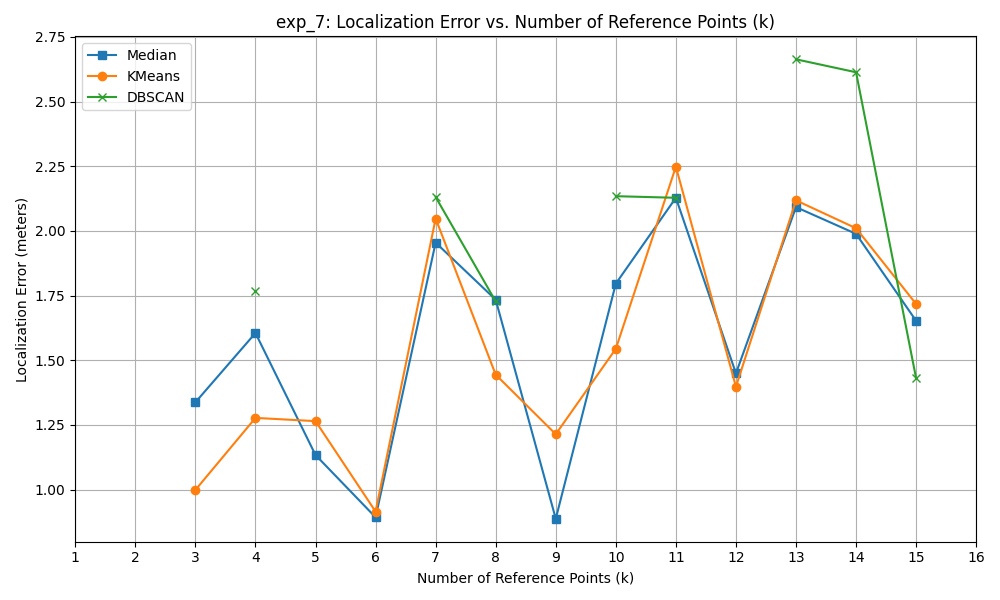 exp_7: Localization Error vs. Number of Reference Points (k)
Median
KMeans
DBSCAN
Localization Error (meters)
2.75
2.50
2.25
2.00
1.75
1.50
1.25
1.00
1 2 3 4 5 6 7 8 9 10 11 12 13 14 15 16
Number of Reference Points (k)